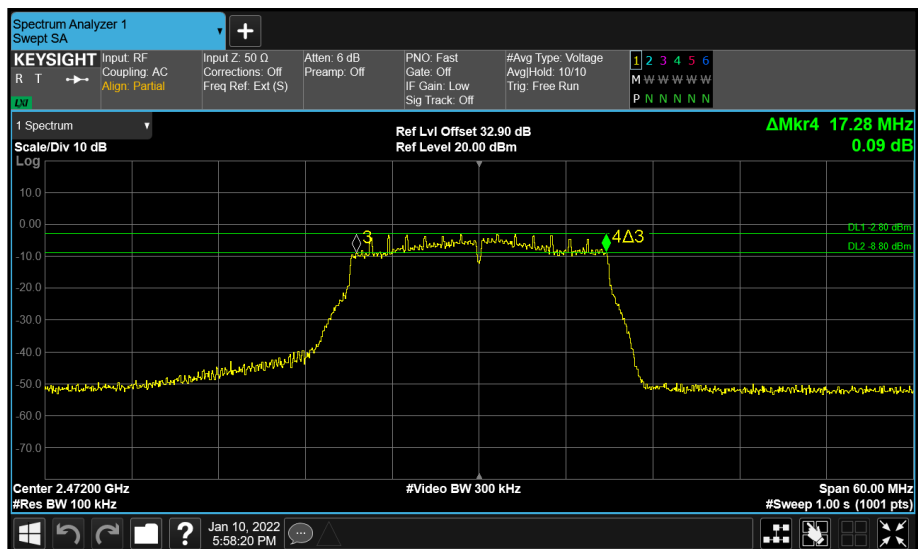 Spectrum Analyzer 1
Swept SA
+
KEYSIGHT
R T
LXI
Input: RF
Coupling: AC
Align: Partial
Input Z: 50 Ω
Corrections: Off
Freq Ref: Ext (S)
Atten: 6 dB
Preamp: Off
PNO: Fast
Gate: Off
IF Gain: Low
Sig Track: Off
#Avg Type: Voltage
Avg|Hold: 10/10
Trig: Free Run
1 2 3 4 5 6
M W W W W W
P N N N N N
1 Spectrum
Scale/Div 10 dB
Ref Lvl Offset 32.90 dB
Ref Level 20.00 dBm
ΔMkr4 17.28 MHz
0.09 dB
Log
10.0
0.00
-10.0
-20.0
-30.0
-40.0
-50.0
-60.0
-70.0
3
4Δ3
DL1 -2.80 dBm
DL2 -8.80 dBm
Center 2.47200 GHz
#Res BW 100 kHz
#Video BW 300 kHz
Span 60.00 MHz
#Sweep 1.00 s (1001 pts)
?
Jan 10, 2022
5:58:20 PM